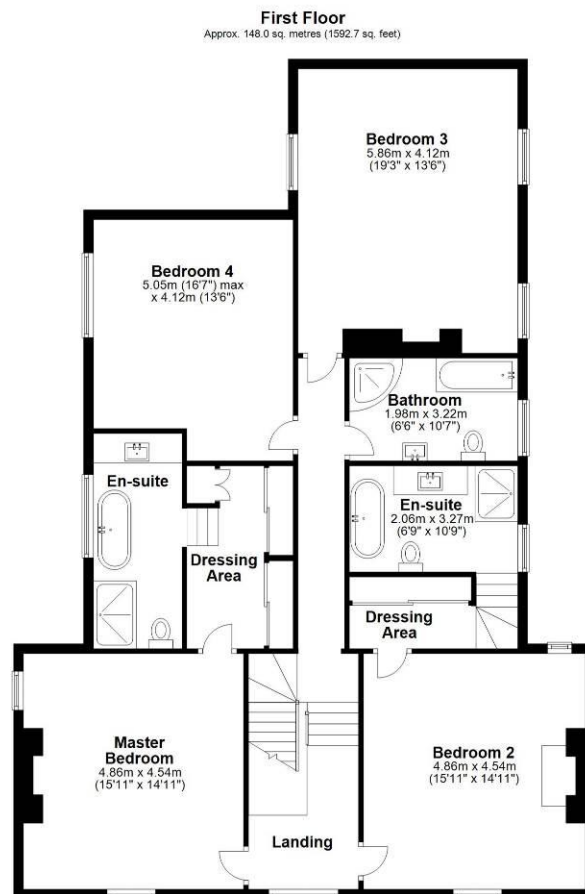 First Floor
Approx. 148.0 sq. metres (1592.7 sq. feet)
Bedroom 3
5.86m x 4.12m
(19'3" x 13'6")
Bedroom 4
5.05m (16'7") max
x 4.12m (13'6")
Bathroom
1.98m x 3.22m
(6'6" x 10'7")
En-suite
En-suite
2.06m x 3.27m
(6'9" x 10'9")
Dressing
Area
Dressing
Area
Master
Bedroom
4.86m x 4.54m
(15'11" x 14'11")
Bedroom 2
4.86m x 4.54m
(15'11" x 14'11")
Landing